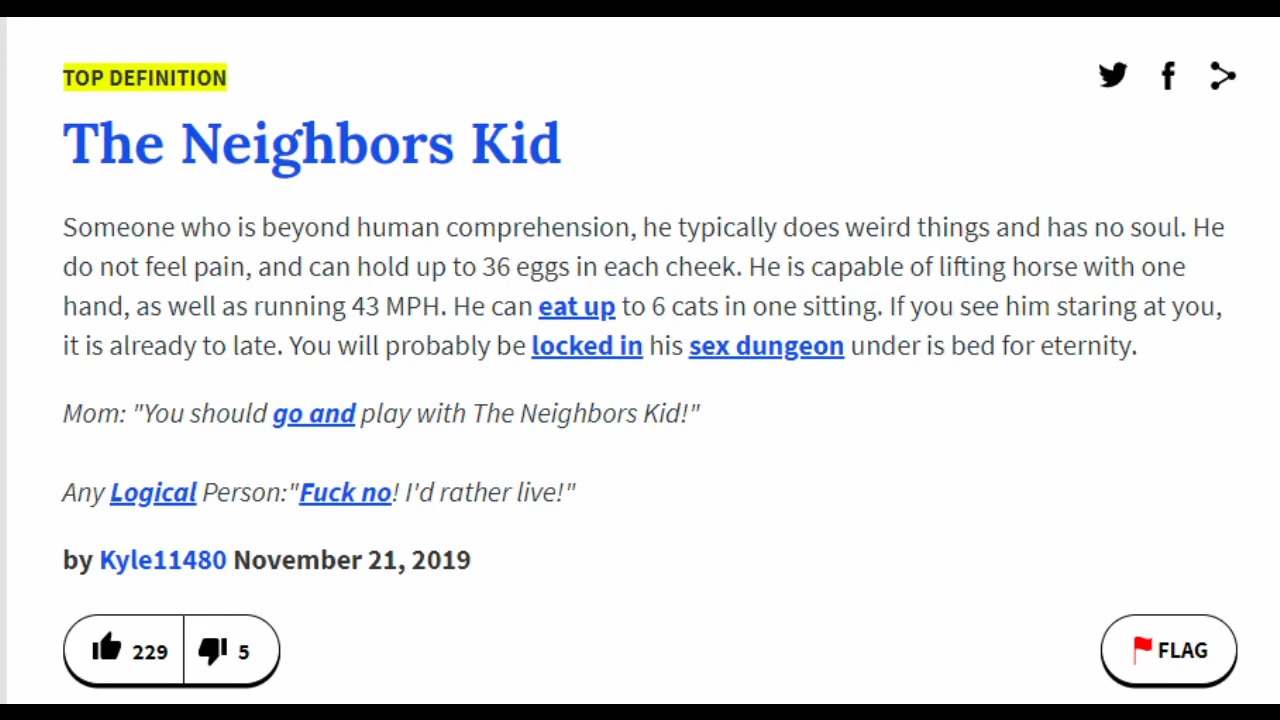 TOP DEFINITION
The Neighbors Kid
Someone who is beyond human comprehension, he typically does weird things and has no soul. He
do not feel pain, and can hold up to 36 eggs in each cheek. He is capable of lifting horse with one
hand, as well as running 43 MPH. He can eat up to 6 cats in one sitting. If you see him staring at you,
it is already to late. You will probably be locked in his sex dungeon under is bed for eternity.
Mom: "You should go and play with The Neighbors Kid!"
Any Logical Person:"Fuck no! I'd rather live!"
by Kyle11480 November 21, 2019
229 5 FLAG